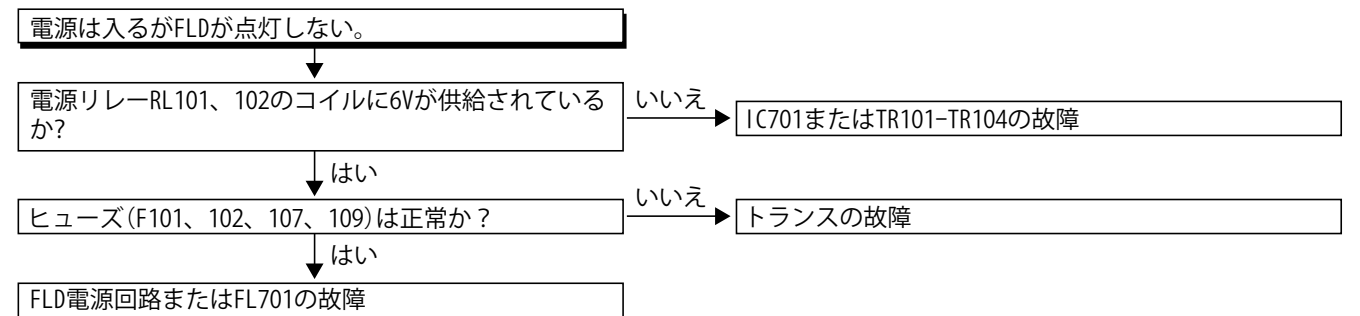 電源は入るがFLDが点灯しない。
電源リレーRL101、102のコイルに6Vが供給されている
か?
いいえ
IC701またはTR101-TR104の故障
はい
ヒューズ(F101、102、107、109)は正常か？
いいえ
トランスの故障
はい
FLD電源回路またはFL701の故障